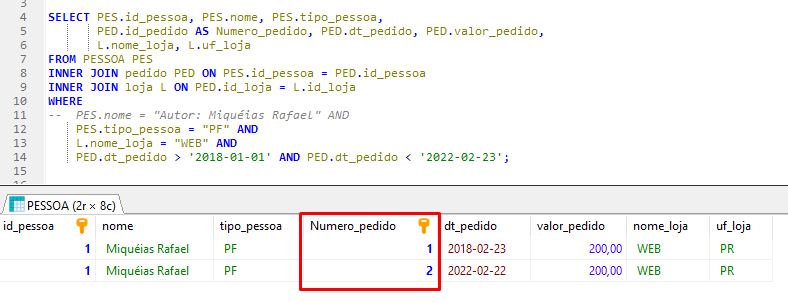 4 SELECT PES.id_pessoa, PES.nome, PES.tipo_pessoa,
5 PED.id_pedido AS Numero_pedido, PED.dt_pedido, PED.valor_pedido,
6 L.nome_loja, L.uf_loja
7 FROM PESSOA PES
8 INNER JOIN pedido PED ON PES.id_pessoa = PED.id_pessoa
9 INNER JOIN loja L ON PED.id_loja = L.id_loja
10 WHERE
11 -- PES.nome = "Autor: Miquéias Rafael" AND
12 PES.tipo_pessoa = "PF" AND
13 L.nome_loja = "WEB" AND
14 PED.dt_pedido > '2018-01-01' AND PED.dt_pedido < '2022-02-23';
15
PESSOA (2r × 8c)
id_pessoa nome tipo_pessoa Numero_pedido dt_pedido valor_pedido nome_loja uf_loja
1 Miquéias Rafael PF 1 2018-02-23 200,00 WEB PR
1 Miquéias Rafael PF 2 2022-02-22 200,00 WEB PR